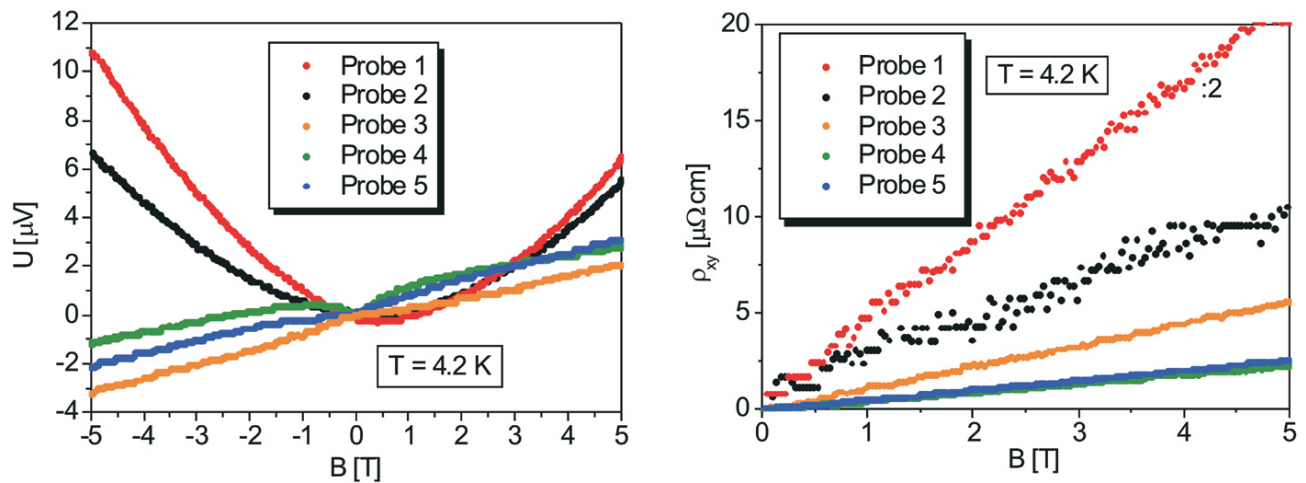 12
10
8
6
4
2
0
-2
-4
U [μV]
Probe 1
Probe 2
Probe 3
Probe 4
Probe 5
T = 4.2 K
-5 -4 -3 -2 -1 0 1 2 3 4 5
B [T]
20
15
10
5
0
ρxy [μΩ cm]
Probe 1
Probe 2
Probe 3
Probe 4
Probe 5
T = 4.2 K
:2
0 1 2 3 4 5
B [T]